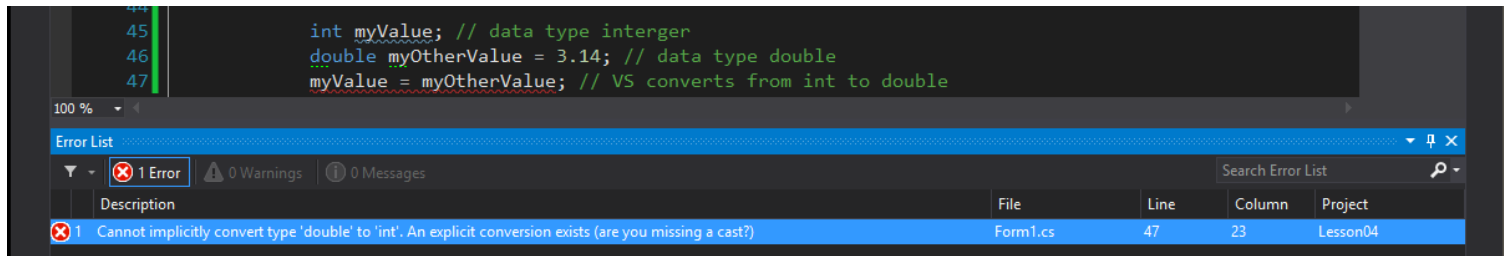 44
45 int myValue; // data type interger
46 double myOtherValue = 3.14; // data type double
47 myValue = myOtherValue; // VS converts from int to double
100 %
Error List
1 Error 0 Warnings 0 Messages Search Error List
Description File Line Column Project
1 Cannot implicitly convert type 'double' to 'int'. An explicit conversion exists (are you missing a cast?) Form1.cs 47 23 Lesson04